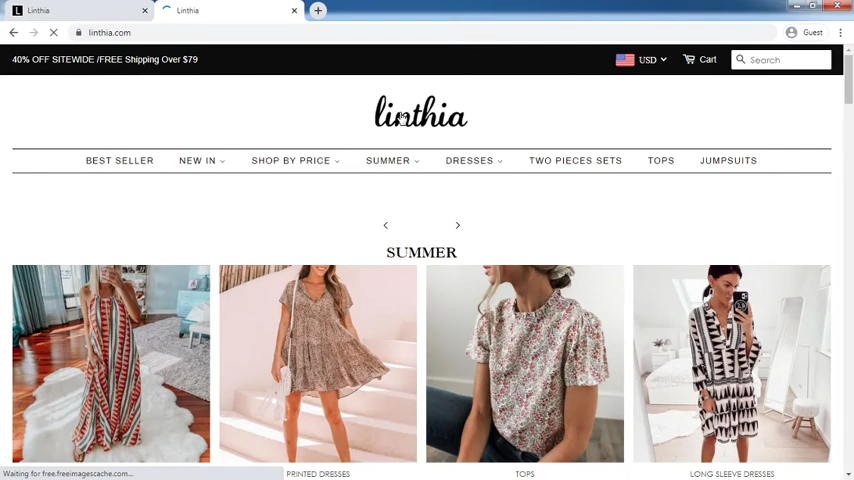 L Linthia
Linthia
linthia.com
Guest
40% OFF SITEWIDE /FREE Shipping Over $79
USD
Cart
Search
linthia
BEST SELLER NEW IN SHOP BY PRICE SUMMER DRESSES TWO PIECES SETS TOPS JUMPSUITS
SUMMER
Waiting for free.freeimagescache.com...
PRINTED DRESSES
TOPS
LONG SLEEVE DRESSES